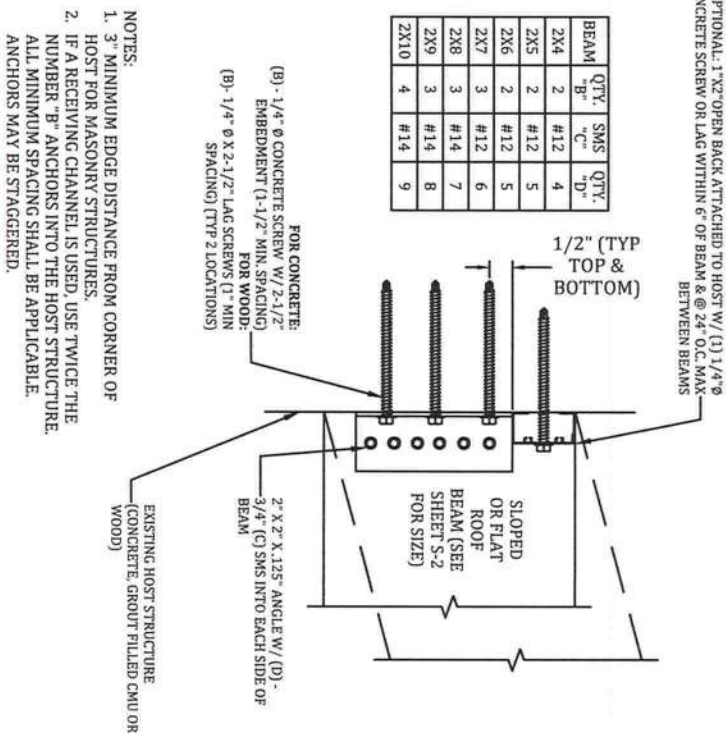 PTIONAL: 1"X2"OPEN BACK ATTACHED TO HOST W/ (1) 1/4"Ø
NCRETE SCREW OR LAG WITHIN 6" OF BEAM & @ 24" O.C. MAX
BETWEEN BEAMS
BEAM QTY. "B" SMS "C" QTY. "D"
2X4 2 #12 4
2X5 2 #12 5
2X6 2 #12 5
2X7 3 #12 6
2X8 3 #14 7
2X9 3 #14 8
2X10 4 #14 9
1/2" (TYP
TOP &
BOTTOM)
SLOPED
OR FLAT
ROOF
BEAM (SEE
SHEET S-2
FOR SIZE)
FOR CONCRETE:
(B) - 1/4" Ø CONCRETE SCREW W/ 2-1/2"
EMBEDMENT (1-1/2" MIN. SPACING)
FOR WOOD:
(B)- 1/4" Ø X 2-1/2" LAG SCREWS (1" MIN
SPACING) (TYP 2 LOCATIONS)
2" X 2" X .125" ANGLE W/ (D) -
3/4" (C) SMS INTO EACH SIDE OF
BEAM
EXISTING HOST STRUCTURE
(CONCRETE, GROUT FILLED CMU OR
WOOD)
NOTES:
1. 3" MINIMUM EDGE DISTANCE FROM CORNER OF
HOST FOR MASONRY STRUCTURES.
2. IF A RECEIVING CHANNEL IS USED, USE TWICE THE
NUMBER "B" ANCHORS INTO THE HOST STRUCTURE.
ALL MINIMUM SPACING SHALL BE APPLICABLE.
ANCHORS MAY BE STAGGERED.